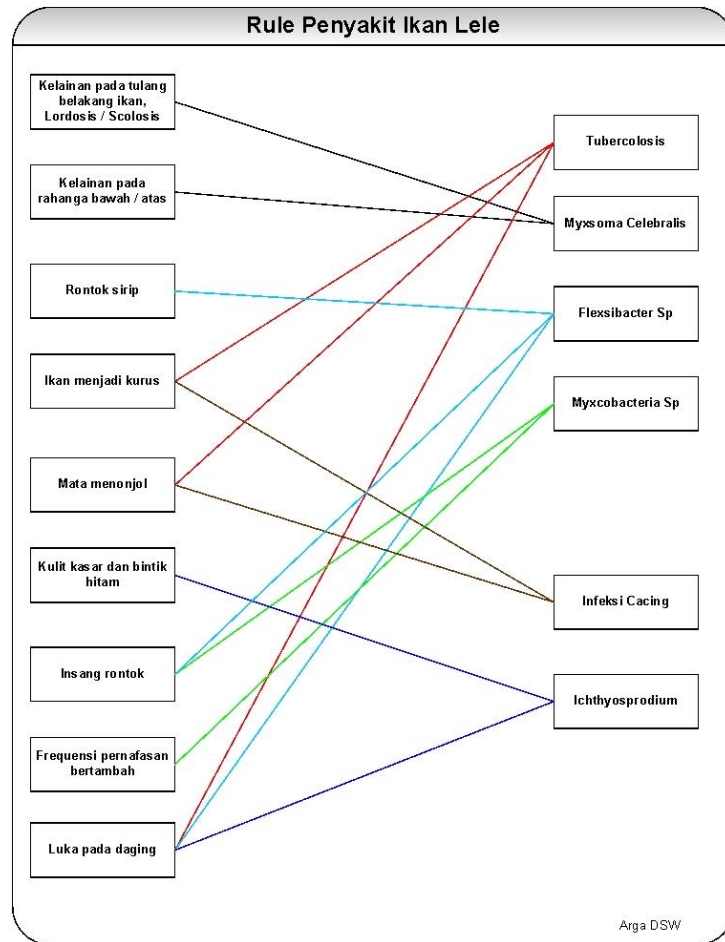 Rule Penyakit Ikan Lele
Kelainan pada tulang
belakang ikan,
Lordosis / Scolosis
Kelainan pada
rahanga bawah / atas
Rontok sirip
Ikan menjadi kurus
Mata menonjol
Kulit kasar dan bintik
hitam
Insang rontok
Frequensi pernafasan
bertambah
Luka pada daging
Tubercolosis
Myxsoma Celebralis
Flexsibacter Sp
Myxcobacteria Sp
Infeksi Cacing
Ichthyosprodium
Arga DSW